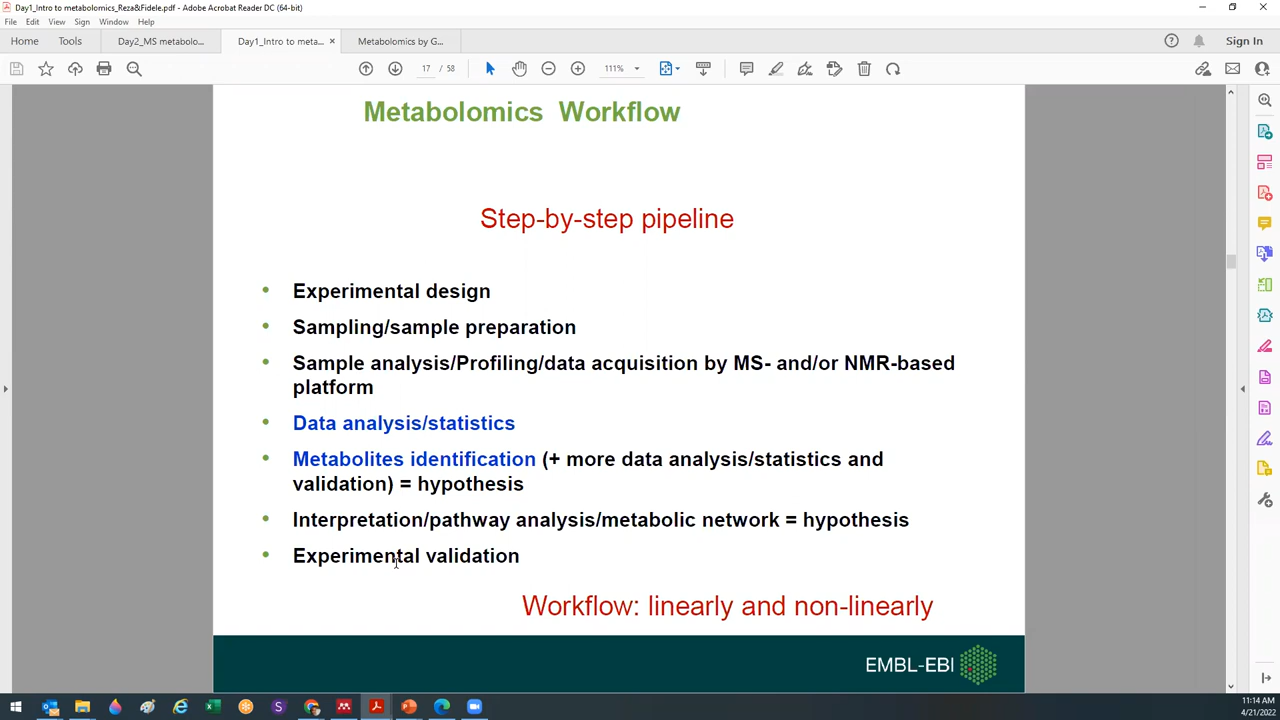 Day1_Intro to metabolomics_Reza&Fidele.pdf - Adobe Acrobat Reader DC (64-bit)
File Edit View Sign Window Help
Home Tools Day2_MS metabolo... Day1_Intro to meta... × Metabolomics by G... Sign In
17 / 58 111%
Metabolomics Workflow
Step-by-step pipeline
• Experimental design
• Sampling/sample preparation
• Sample analysis/Profiling/data acquisition by MS- and/or NMR-based
platform
• Data analysis/statistics
• Metabolites identification (+ more data analysis/statistics and
validation) = hypothesis
• Interpretation/pathway analysis/metabolic network = hypothesis
• Experimental validation
Workflow: linearly and non-linearly
EMBL-EBI
11:14 AM
4/21/2022